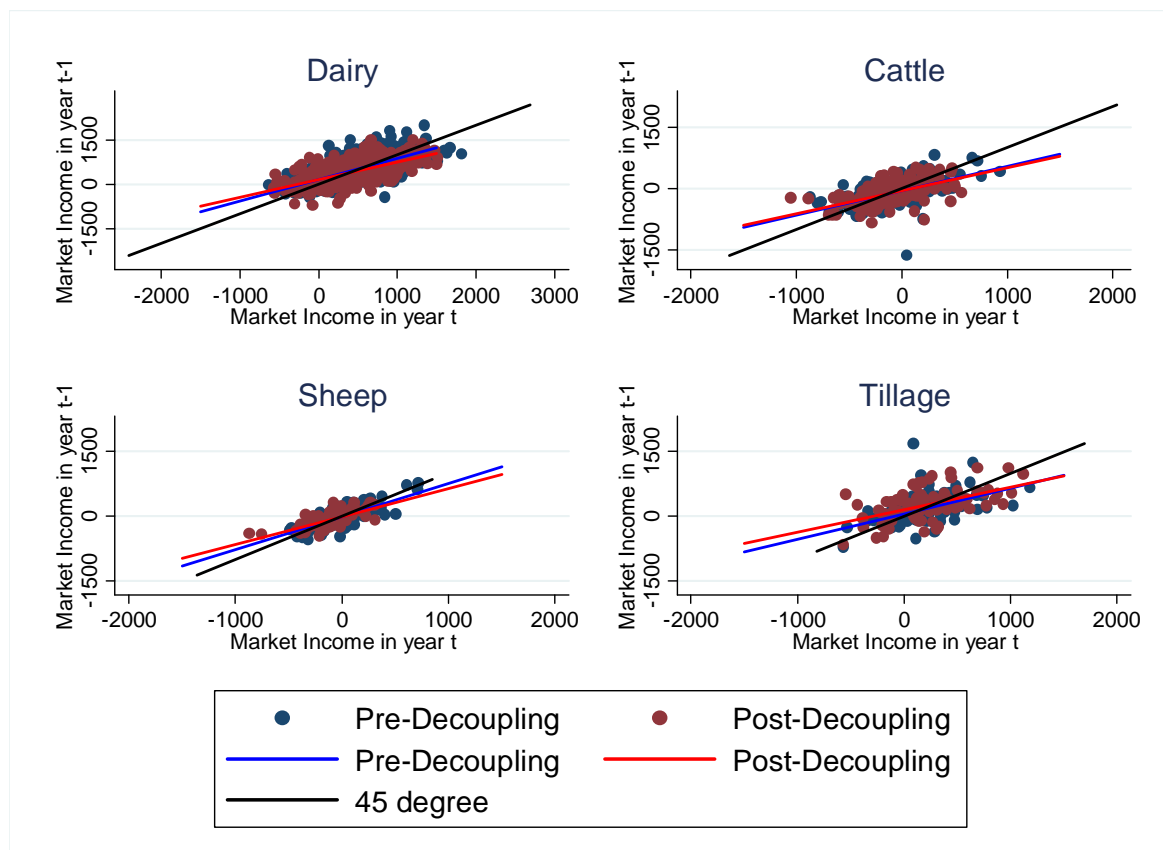 Dairy
Market Income in year t-1
1500
0
-1500
-2000 -1000 0 1000 2000 3000
Market Income in year t
Cattle
Market Income in year t-1
1500
0
-1500
-2000 -1000 0 1000 2000
Market Income in year t
Sheep
Market Income in year t-1
1500
0
-1500
-2000 -1000 0 1000 2000
Market Income in year t
Tillage
Market Income in year t-1
1500
0
-1500
-2000 -1000 0 1000 2000
Market Income in year t
Pre-Decoupling Post-Decoupling
Pre-Decoupling Post-Decoupling
45 degree